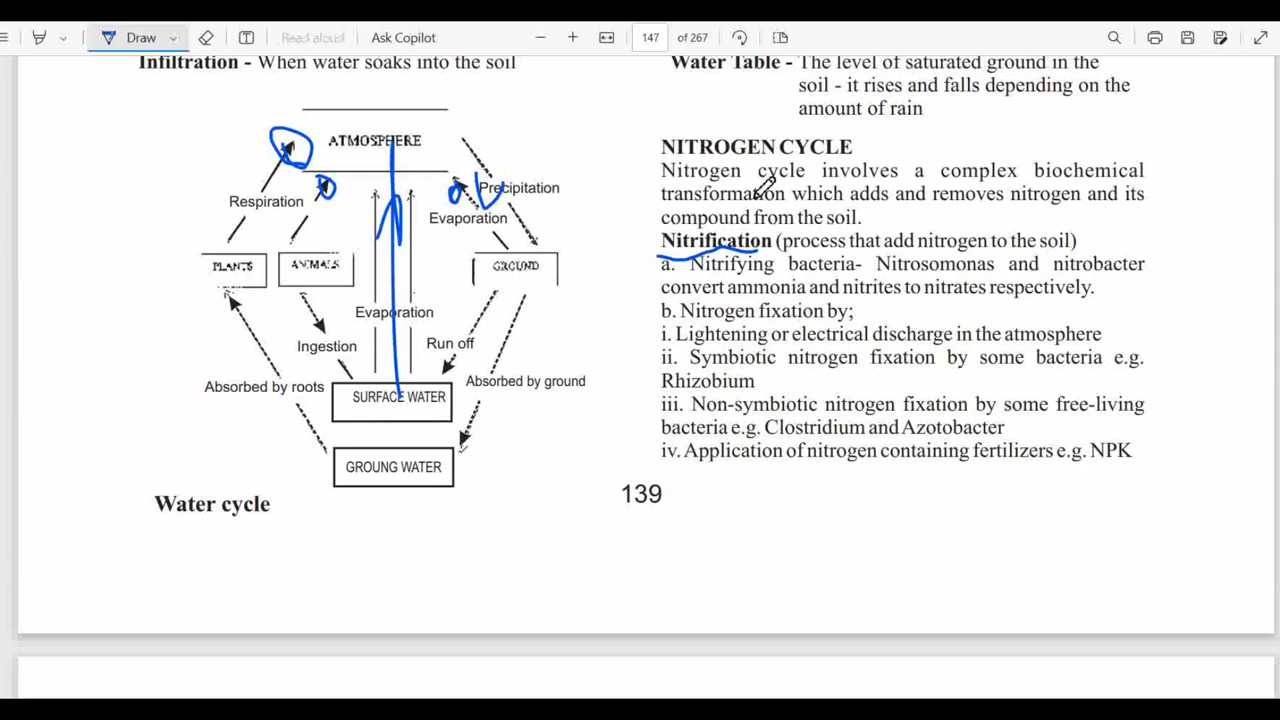 Draw
Read aloud
Ask Copilot
147 of 267
Infiltration - When water soaks into the soil
ATMOSPHERE
Respiration
Precipitation
Evaporation
PLANTS
ANIMALS
GROUND
Evaporation
Ingestion
Run off
Absorbed by roots
Absorbed by ground
SURFACE WATER
GROUNG WATER
Water cycle
Water Table - The level of saturated ground in the
soil - it rises and falls depending on the
amount of rain
NITROGEN CYCLE
Nitrogen cycle involves a complex biochemical
transformation which adds and removes nitrogen and its
compound from the soil.
Nitrification (process that add nitrogen to the soil)
a. Nitrifying bacteria- Nitrosomonas and nitrobacter
convert ammonia and nitrites to nitrates respectively.
b. Nitrogen fixation by;
i. Lightening or electrical discharge in the atmosphere
ii. Symbiotic nitrogen fixation by some bacteria e.g.
Rhizobium
iii. Non-symbiotic nitrogen fixation by some free-living
bacteria e.g. Clostridium and Azotobacter
iv. Application of nitrogen containing fertilizers e.g. NPK
139